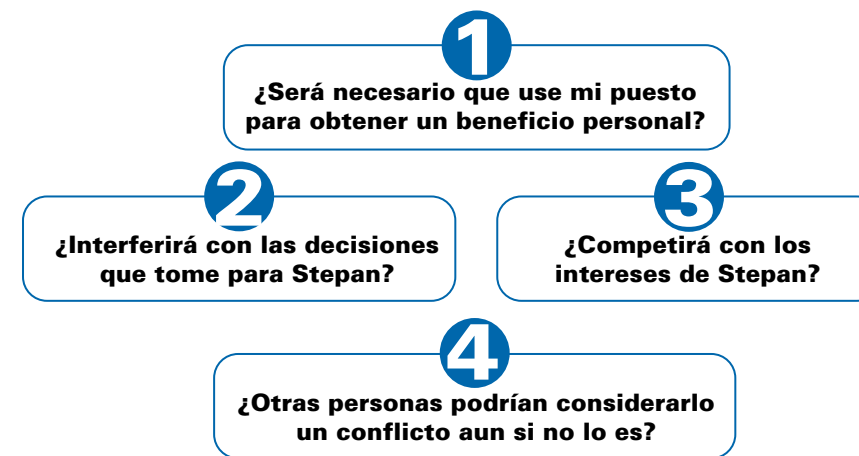 1
¿Será necesario que use mi puesto
para obtener un beneficio personal?
2
¿Interferirá con las decisiones
que tome para Stepan?
3
¿Competirá con los
intereses de Stepan?
4
¿Otras personas podrían considerarlo
un conflicto aun si no lo es?